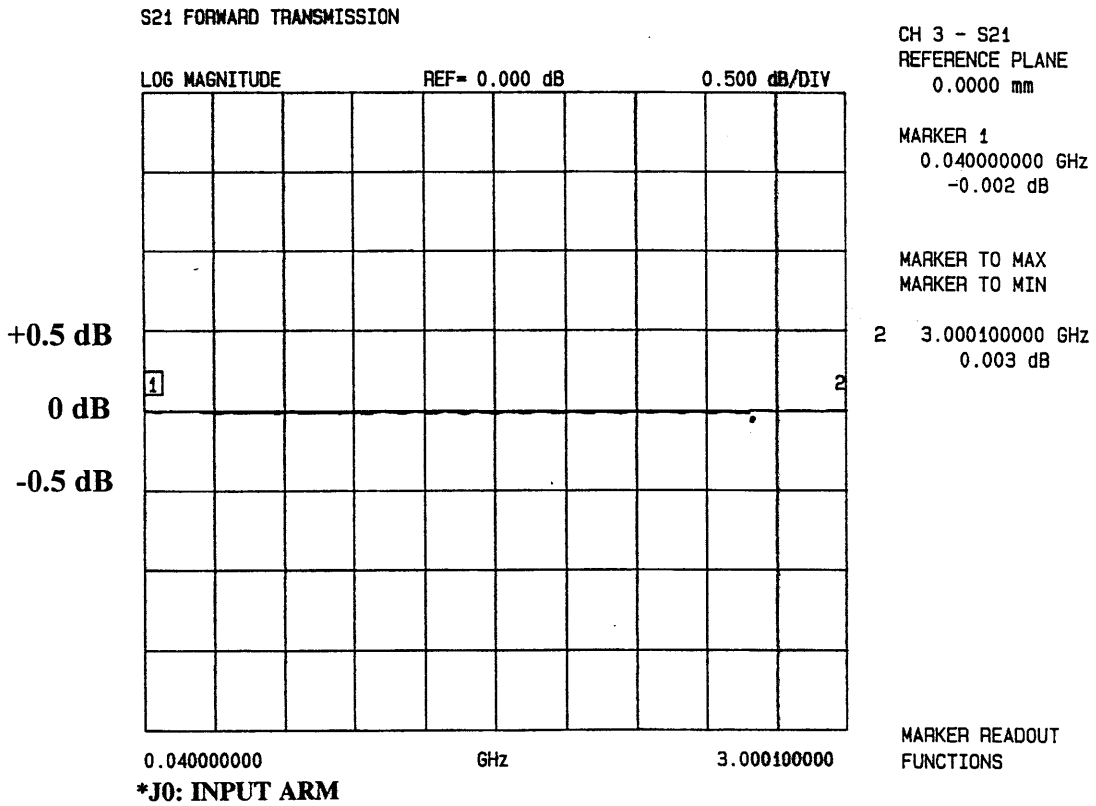 S21 FORWARD TRANSMISSION
LOG MAGNITUDE REF= 0.000 dB 0.500 dB/DIV
+0.5 dB
0 dB
-0.5 dB
1
2
0.040000000 GHz 3.000100000
*J0: INPUT ARM
CH 3 - S21
REFERENCE PLANE
0.0000 mm
MARKER 1
0.040000000 GHz
-0.002 dB
MARKER TO MAX
MARKER TO MIN
2 3.000100000 GHz
0.003 dB
MARKER READOUT
FUNCTIONS